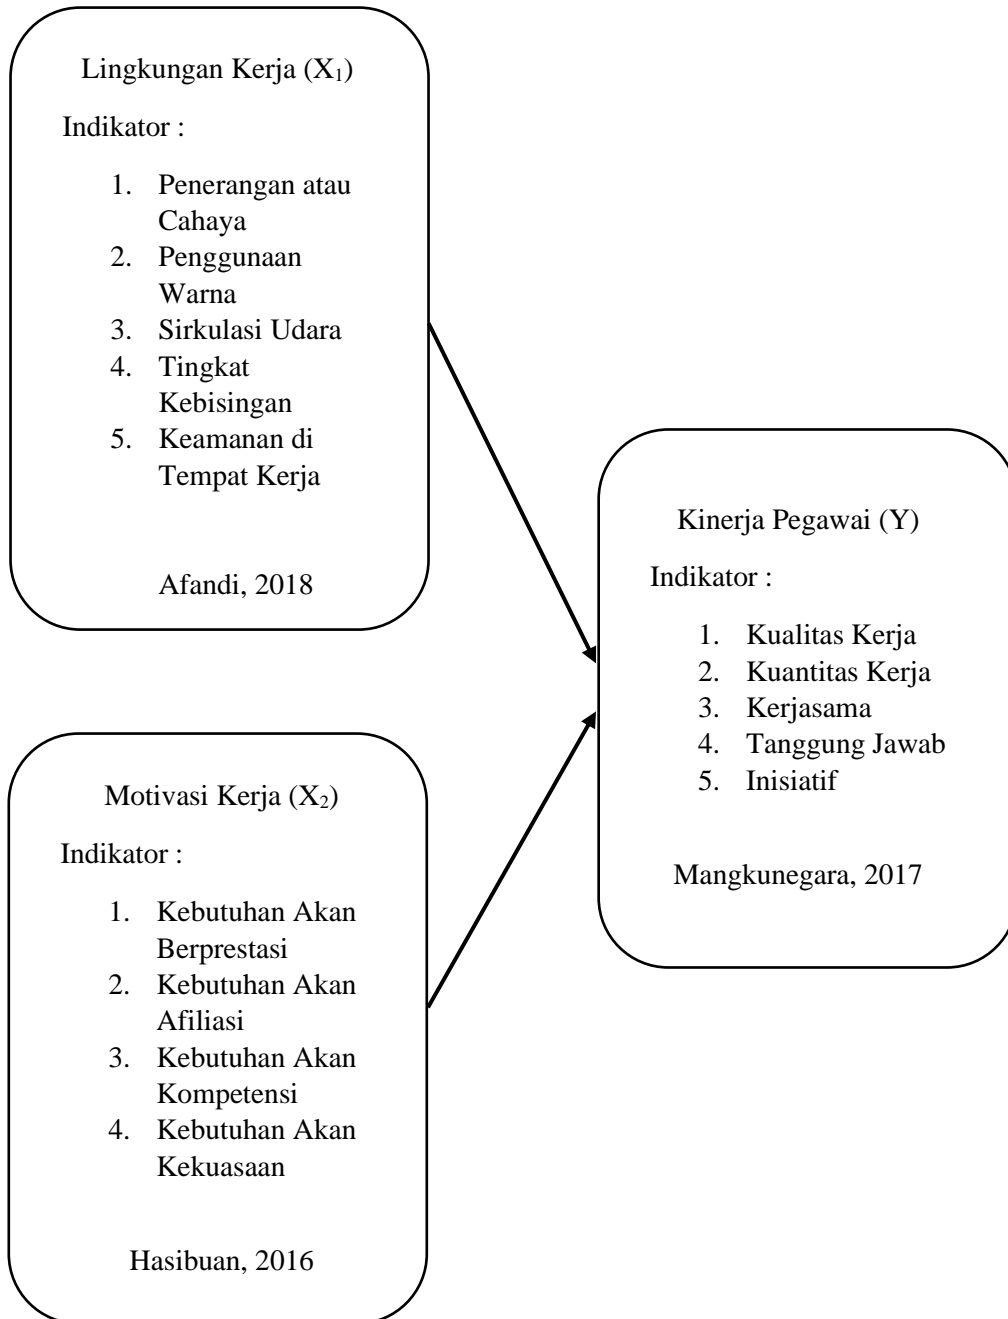 Lingkungan Kerja (X₁)
Indikator :
1. Penerangan atau
Cahaya
2. Penggunaan
Warna
3. Sirkulasi Udara
4. Tingkat
Kebisingan
5. Keamanan di
Tempat Kerja
Afandi, 2018
Motivasi Kerja (X₂)
Indikator :
1. Kebutuhan Akan
Berprestasi
2. Kebutuhan Akan
Afiliasi
3. Kebutuhan Akan
Kompetensi
4. Kebutuhan Akan
Kekuasaan
Hasibuan, 2016
Kinerja Pegawai (Y)
Indikator :
1. Kualitas Kerja
2. Kuantitas Kerja
3. Kerjasama
4. Tanggung Jawab
5. Inisiatif
Mangkunegara, 2017